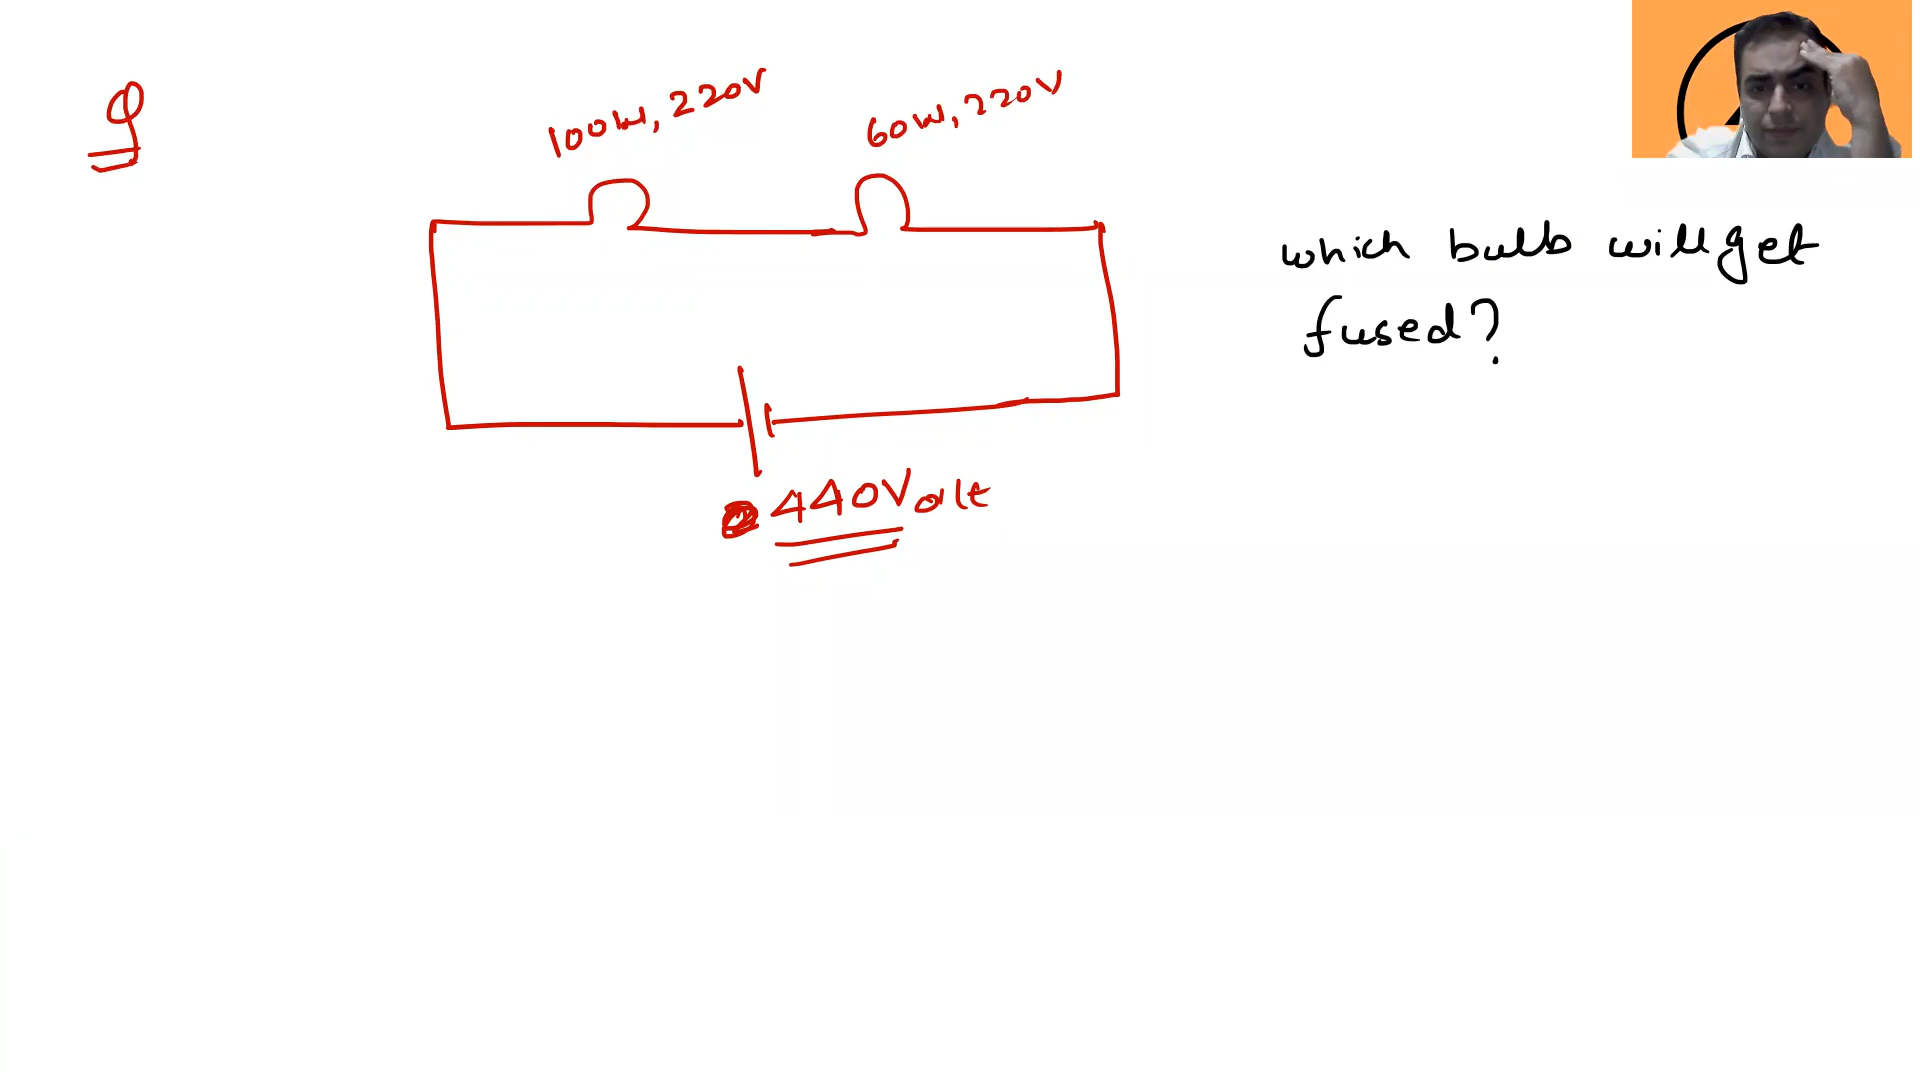 Q
100W, 220V
60W, 220V
which bulb will get
fused?
440Volt